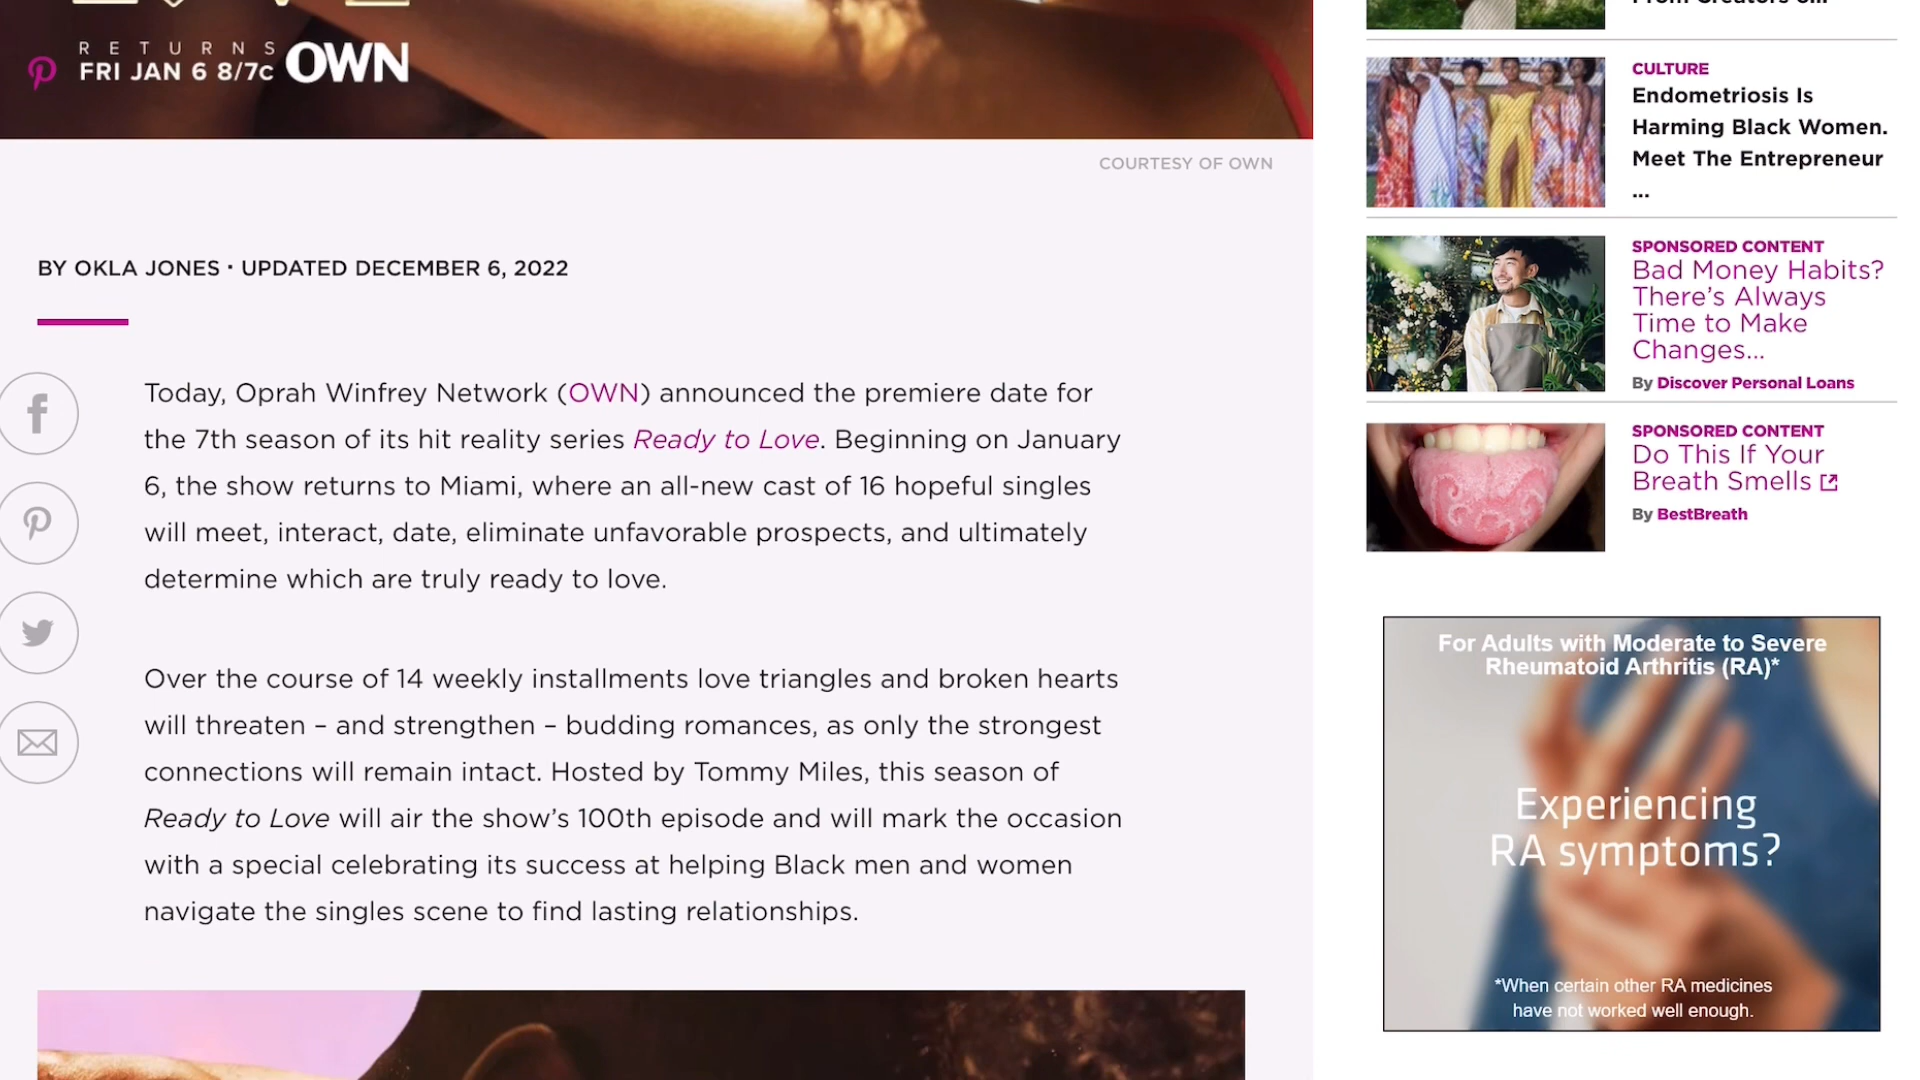 RETURNS
FRI JAN 6 8/7c OWN
COURTESY OF OWN
BY OKLA JONES · UPDATED DECEMBER 6, 2022
Today, Oprah Winfrey Network (OWN) announced the premiere date for
the 7th season of its hit reality series Ready to Love. Beginning on January
6, the show returns to Miami, where an all-new cast of 16 hopeful singles
will meet, interact, date, eliminate unfavorable prospects, and ultimately
determine which are truly ready to love.
Over the course of 14 weekly installments love triangles and broken hearts
will threaten – and strengthen – budding romances, as only the strongest
connections will remain intact. Hosted by Tommy Miles, this season of
Ready to Love will air the show’s 100th episode and will mark the occasion
with a special celebrating its success at helping Black men and women
navigate the singles scene to find lasting relationships.
CULTURE
Endometriosis Is
Harming Black Women.
Meet The Entrepreneur
...
SPONSORED CONTENT
Bad Money Habits?
There’s Always
Time to Make
Changes...
By Discover Personal Loans
SPONSORED CONTENT
Do This If Your
Breath Smells
By BestBreath
For Adults with Moderate to Severe
Rheumatoid Arthritis (RA)*
Experiencing
RA symptoms?
*When certain other RA medicines
have not worked well enough.